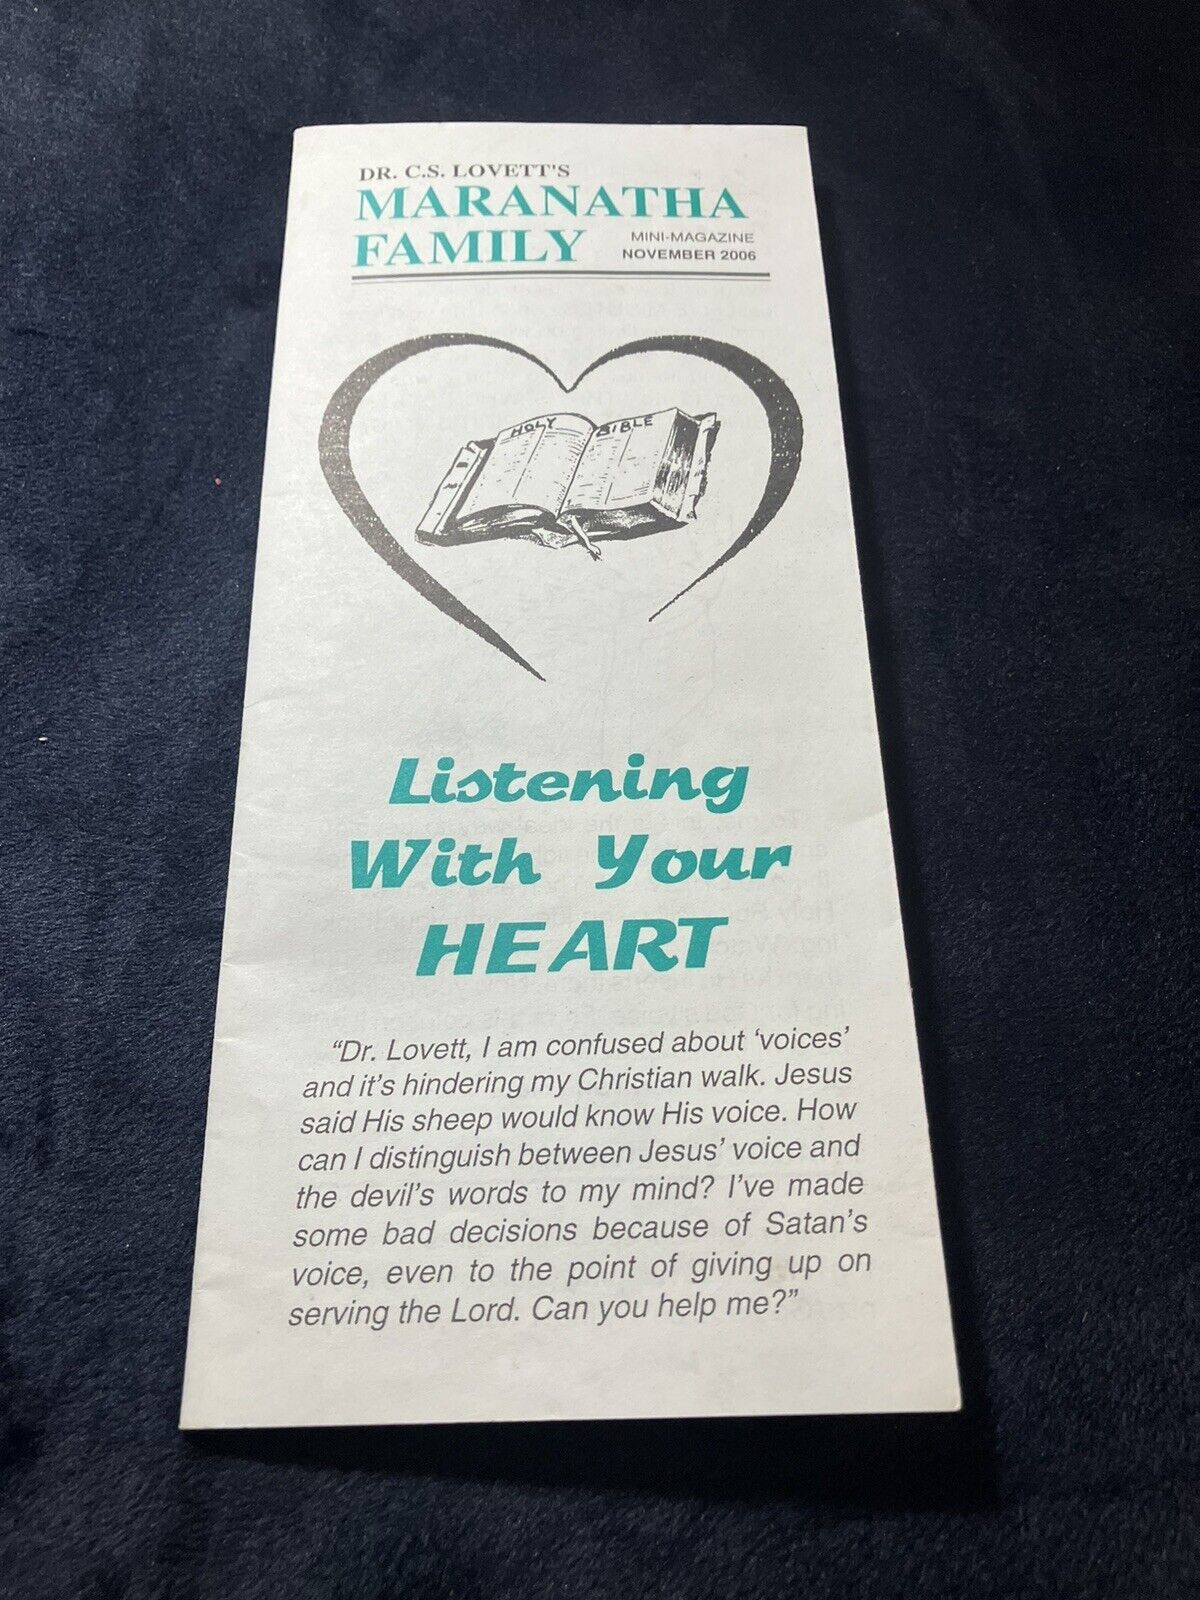 DR. C.S. LOVETT'S
MARANATHA
FAMILY
MINI-MAGAZINE
NOVEMBER 2006
HOLY BIBLE
Listening
With Your
HEART
“Dr. Lovett, I am confused about ‘voices’
and it’s hindering my Christian walk. Jesus
said His sheep would know His voice. How
can I distinguish between Jesus’ voice and
the devil’s words to my mind? I’ve made
some bad decisions because of Satan’s
voice, even to the point of giving up on
serving the Lord. Can you help me?”